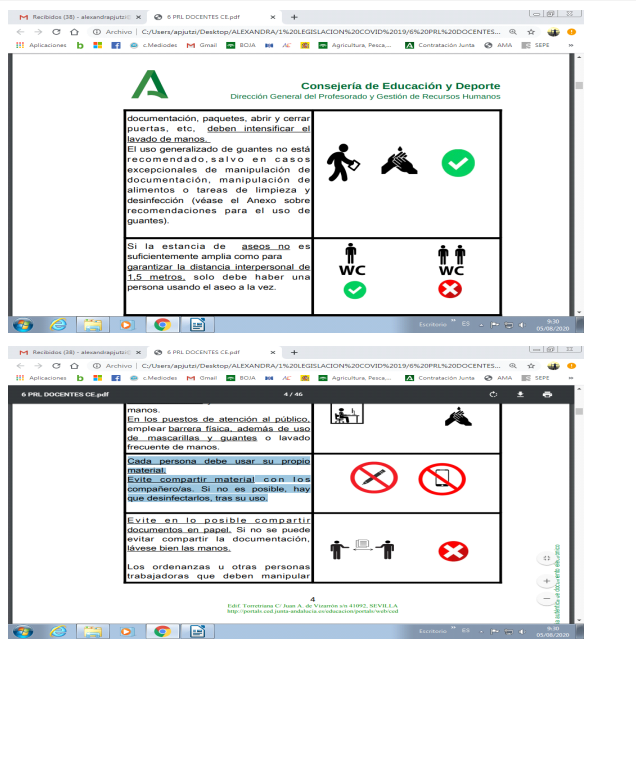 Recibidos (38) - alexandrapjutzi@
6 PRL DOCENTES CE.pdf
Archivo | C:/Users/apjutzi/Desktop/ALEXANDRA/1%20LEGISLACION%20COVID%2019/6%20PRL%20DOCENTES...
Aplicaciones
c.Mediodes
Gmail
BOJA
Agricultura, Pesca,...
Contratación Junta
AMA
SEPE
»
Consejería de Educación y Deporte
Dirección General del Profesorado y Gestión de Recursos Humanos
documentación, paquetes, abrir y cerrar
puertas, etc, deben intensificar el
lavado de manos.
El uso generalizado de guantes no está
recomendado, salvo en casos
excepcionales de manipulación de
documentación, manipulación de
alimentos o tareas de limpieza y
desinfección (véase el Anexo sobre
recomendaciones para el uso de
guantes).
Si la estancia de aseos no es
suficientemente amplia como para
garantizar la distancia interpersonal de
1,5 metros, solo debe haber una
persona usando el aseo a la vez.
WC
WC
Escritorio
ES
9:30
05/06/2020
Recibidos (38) - alexandrapjutzi@
6 PRL DOCENTES CE.pdf
Archivo | C:/Users/apjutzi/Desktop/ALEXANDRA/1%20LEGISLACION%20COVID%2019/6%20PRL%20DOCENTES...
Aplicaciones
c.Mediodes
Gmail
BOJA
Agricultura, Pesca,...
Contratación Junta
AMA
SEPE
»
6 PRL DOCENTES CE.pdf
4 / 46
manos.
En los puestos de atención al público,
emplear barrera física, además de uso
de mascarillas y guantes o lavado
frecuente de manos.
Cada persona debe usar su propio
material.
Evite compartir material con los
compañero/as. Si no es posible, hay
que desinfectarlos, tras su uso.
Evite en lo posible compartir
documentos en papel. Si no se puede
evitar compartir la documentación,
lávese bien las manos.
Los ordenanzas u otras personas
trabajadoras que deben manipular
4
Edif. Torretriana C/ Juan A. de Vizarrón s/n 41092, SEVILLA
http://portals.ced.junta-andalucia.es/educacion/portals/web/ced
Escritorio
ES
9:30
05/06/2020